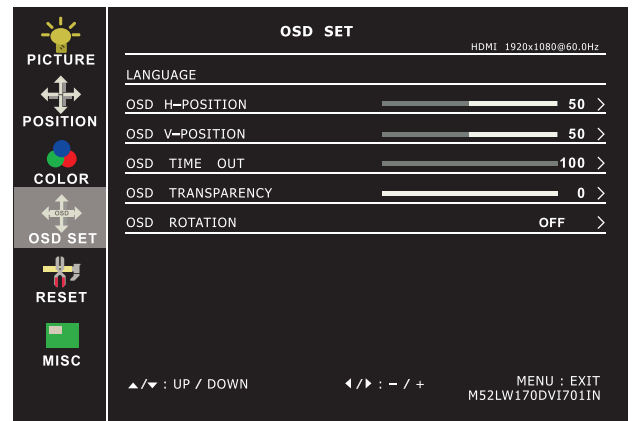 OSD SET
HDMI 1920x1080@60.0Hz
PICTURE
POSITION
COLOR
OSD
OSD SET
RESET
MISC
LANGUAGE
OSD H-POSITION 50 >
OSD V-POSITION 50 >
OSD TIME OUT 100 >
OSD TRANSPARENCY 0 >
OSD ROTATION OFF >
▲/▼ : UP / DOWN ◀/▶ : - / + MENU : EXIT
M52LW170DVI701IN